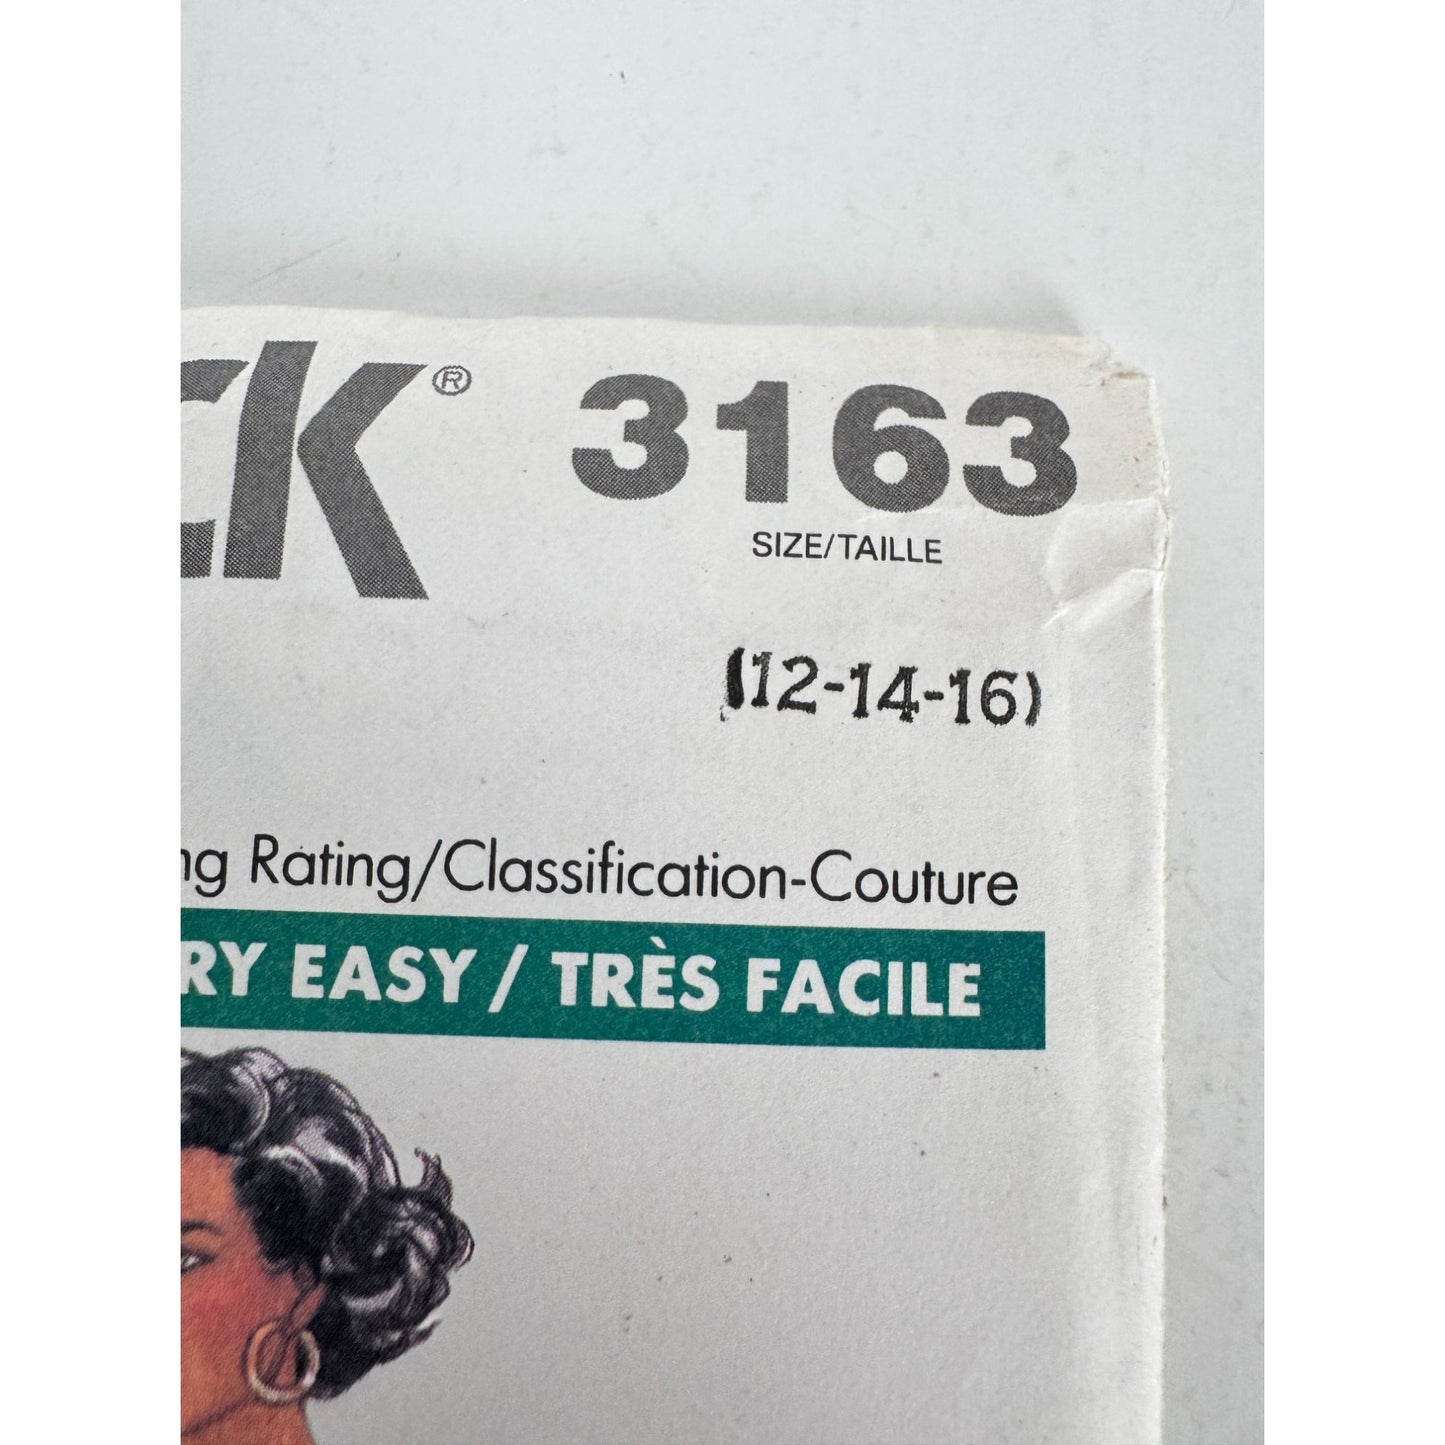 ck® 3163
SIZE/TAILLE
(12-14-16)
ng Rating/Classification-Couture
RY EASY / TRÈS FACILE